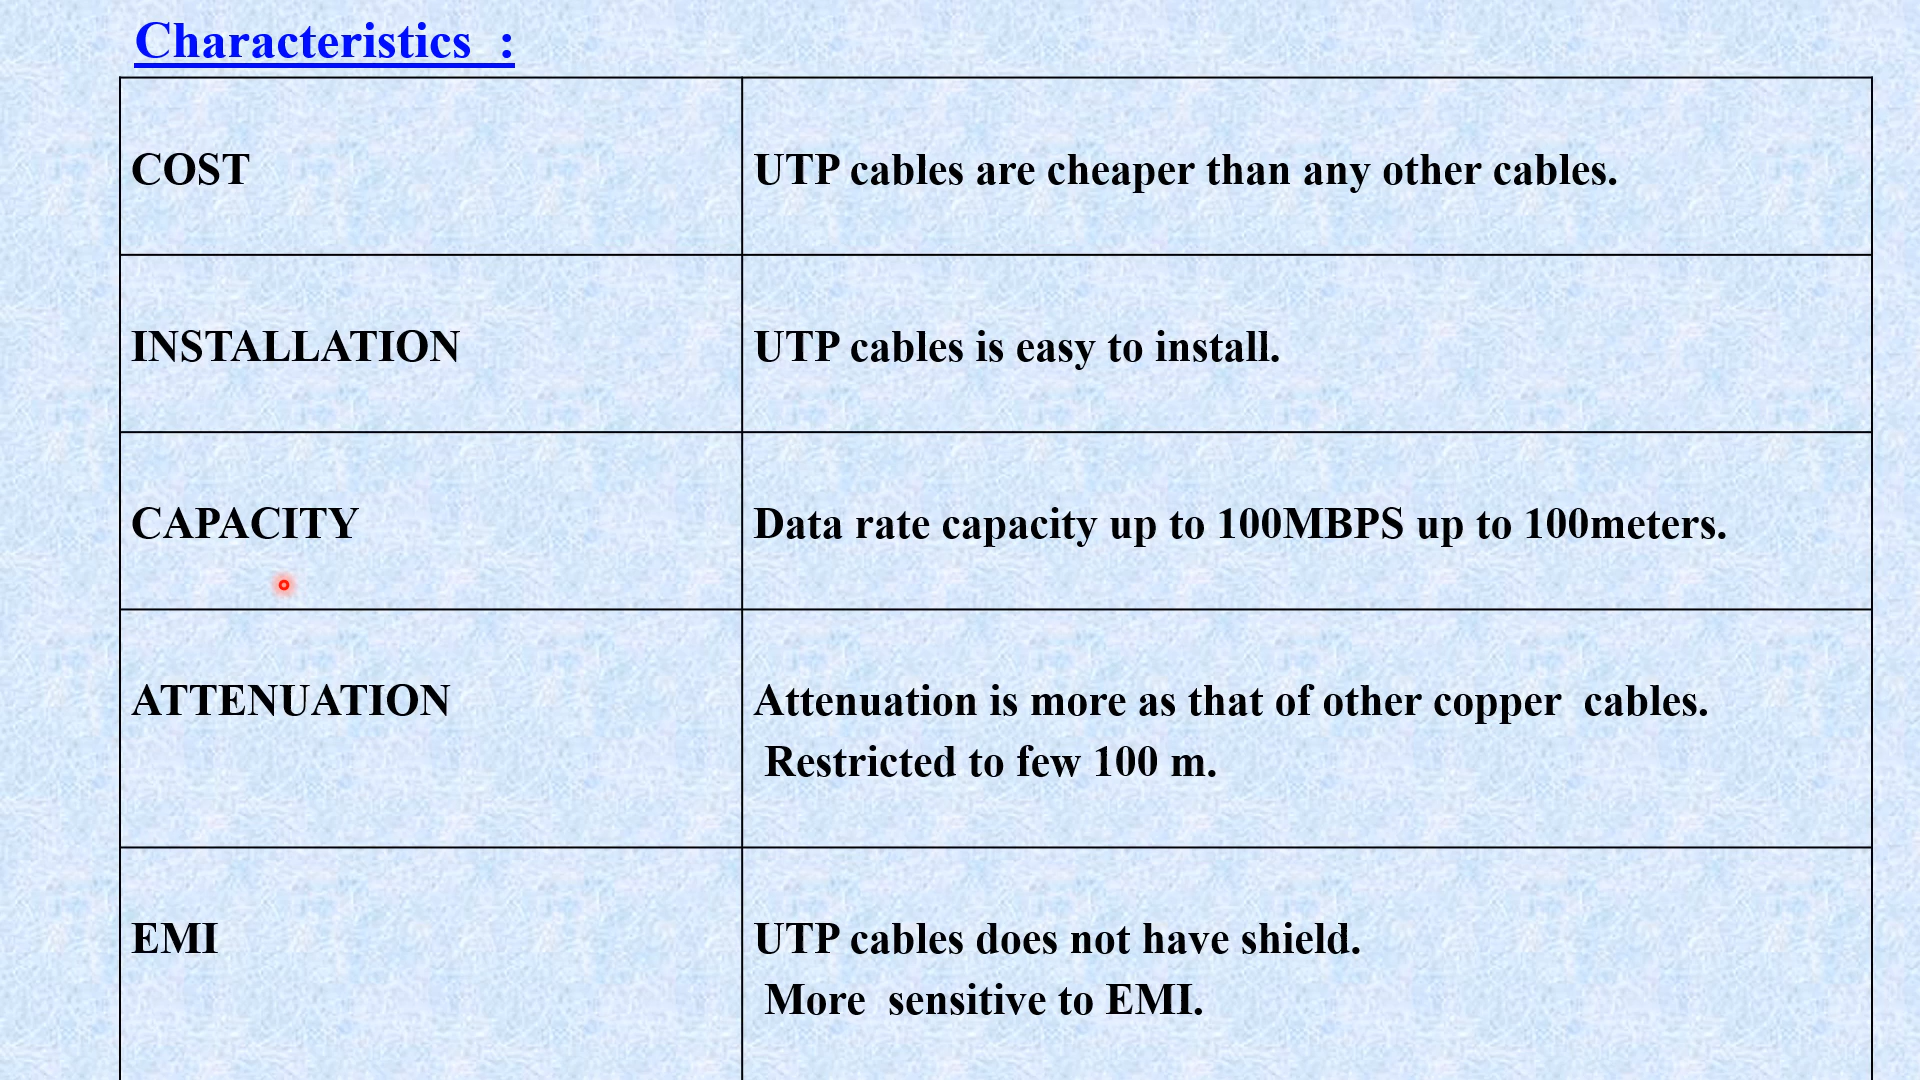 Characteristics  :
COST
UTP cables are cheaper than any other cables.
INSTALLATION
UTP cables is easy to install.
CAPACITY
Data rate capacity up to 100MBPS up to 100meters.
ATTENUATION
Attenuation is more as that of other copper  cables.
Restricted to few 100 m.
EMI
UTP cables does not have shield.
More  sensitive to EMI.